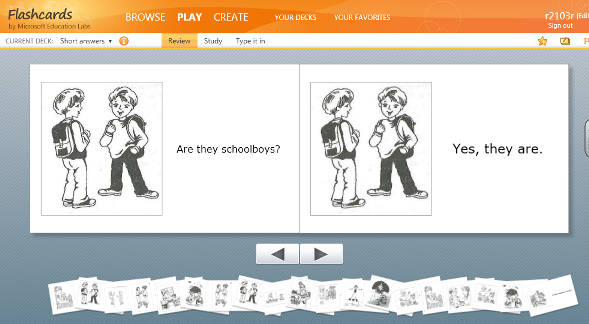 Flashcards
by Microsoft Education Labs
BROWSE PLAY CREATE YOUR DECKS YOUR FAVORITES
r2103r (Edit
Sign out
CURRENT DECK: Short answers
Review Study Type it in
Are they schoolboys?
Yes, they are.